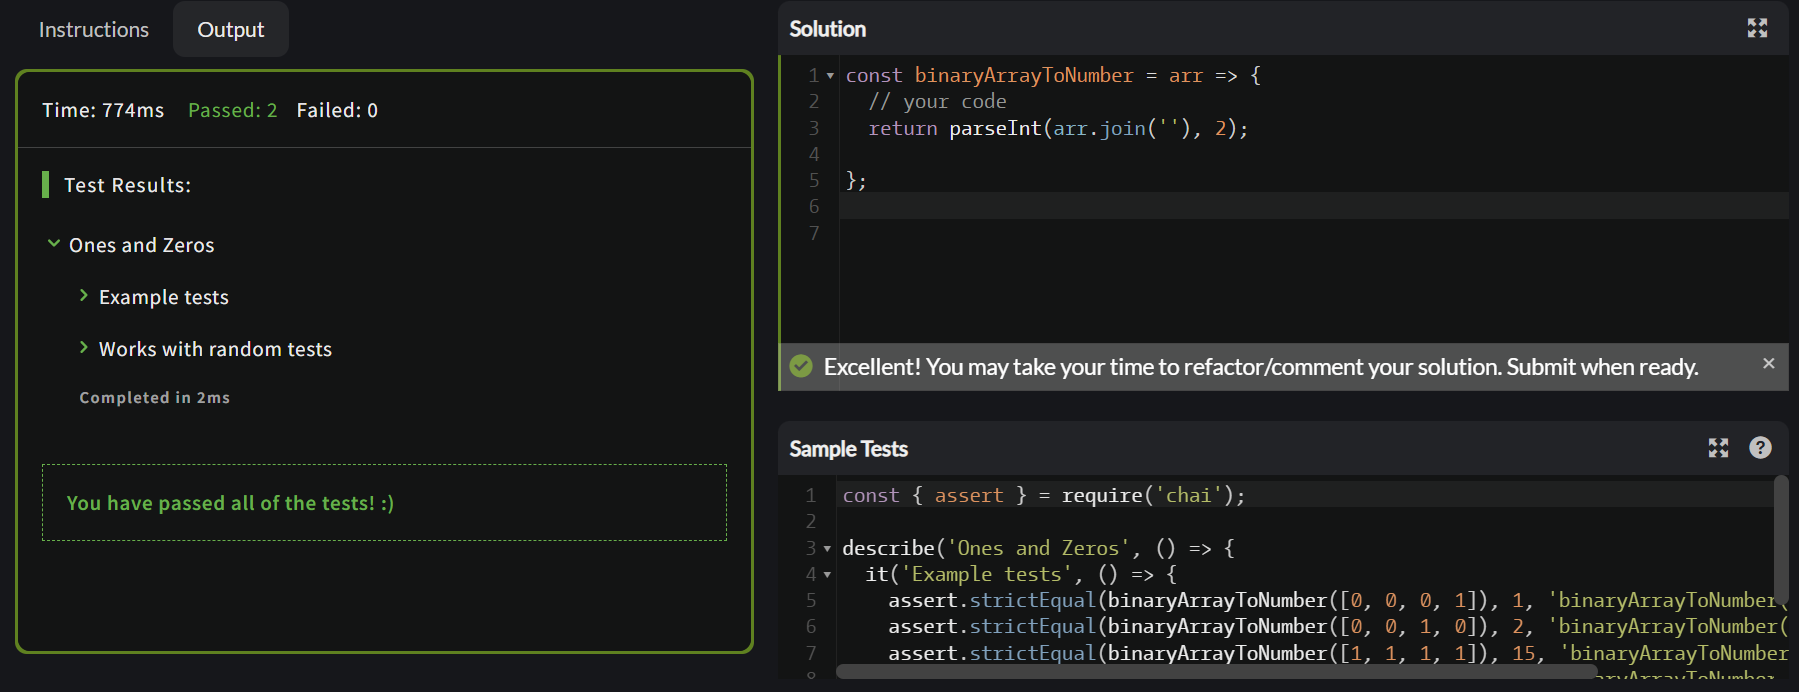 Instructions
Output
Time: 774ms Passed: 2 Failed: 0
Test Results:
Ones and Zeros
Example tests
Works with random tests
Completed in 2ms
You have passed all of the tests! :)
Solution
1 const binaryArrayToNumber = arr => {
2 // your code
3 return parseInt(arr.join(''), 2);
4
5 };
6
7
Excellent! You may take your time to refactor/comment your solution. Submit when ready.
Sample Tests
1 const { assert } = require('chai');
2
3 describe('Ones and Zeros', () => {
4 it('Example tests', () => {
5 assert.strictEqual(binaryArrayToNumber([0, 0, 0, 1]), 1, 'binaryArrayToNumber(
6 assert.strictEqual(binaryArrayToNumber([0, 0, 1, 0]), 2, 'binaryArrayToNumber(
7 assert.strictEqual(binaryArrayToNumber([1, 1, 1, 1]), 15, 'binaryArrayToNumber